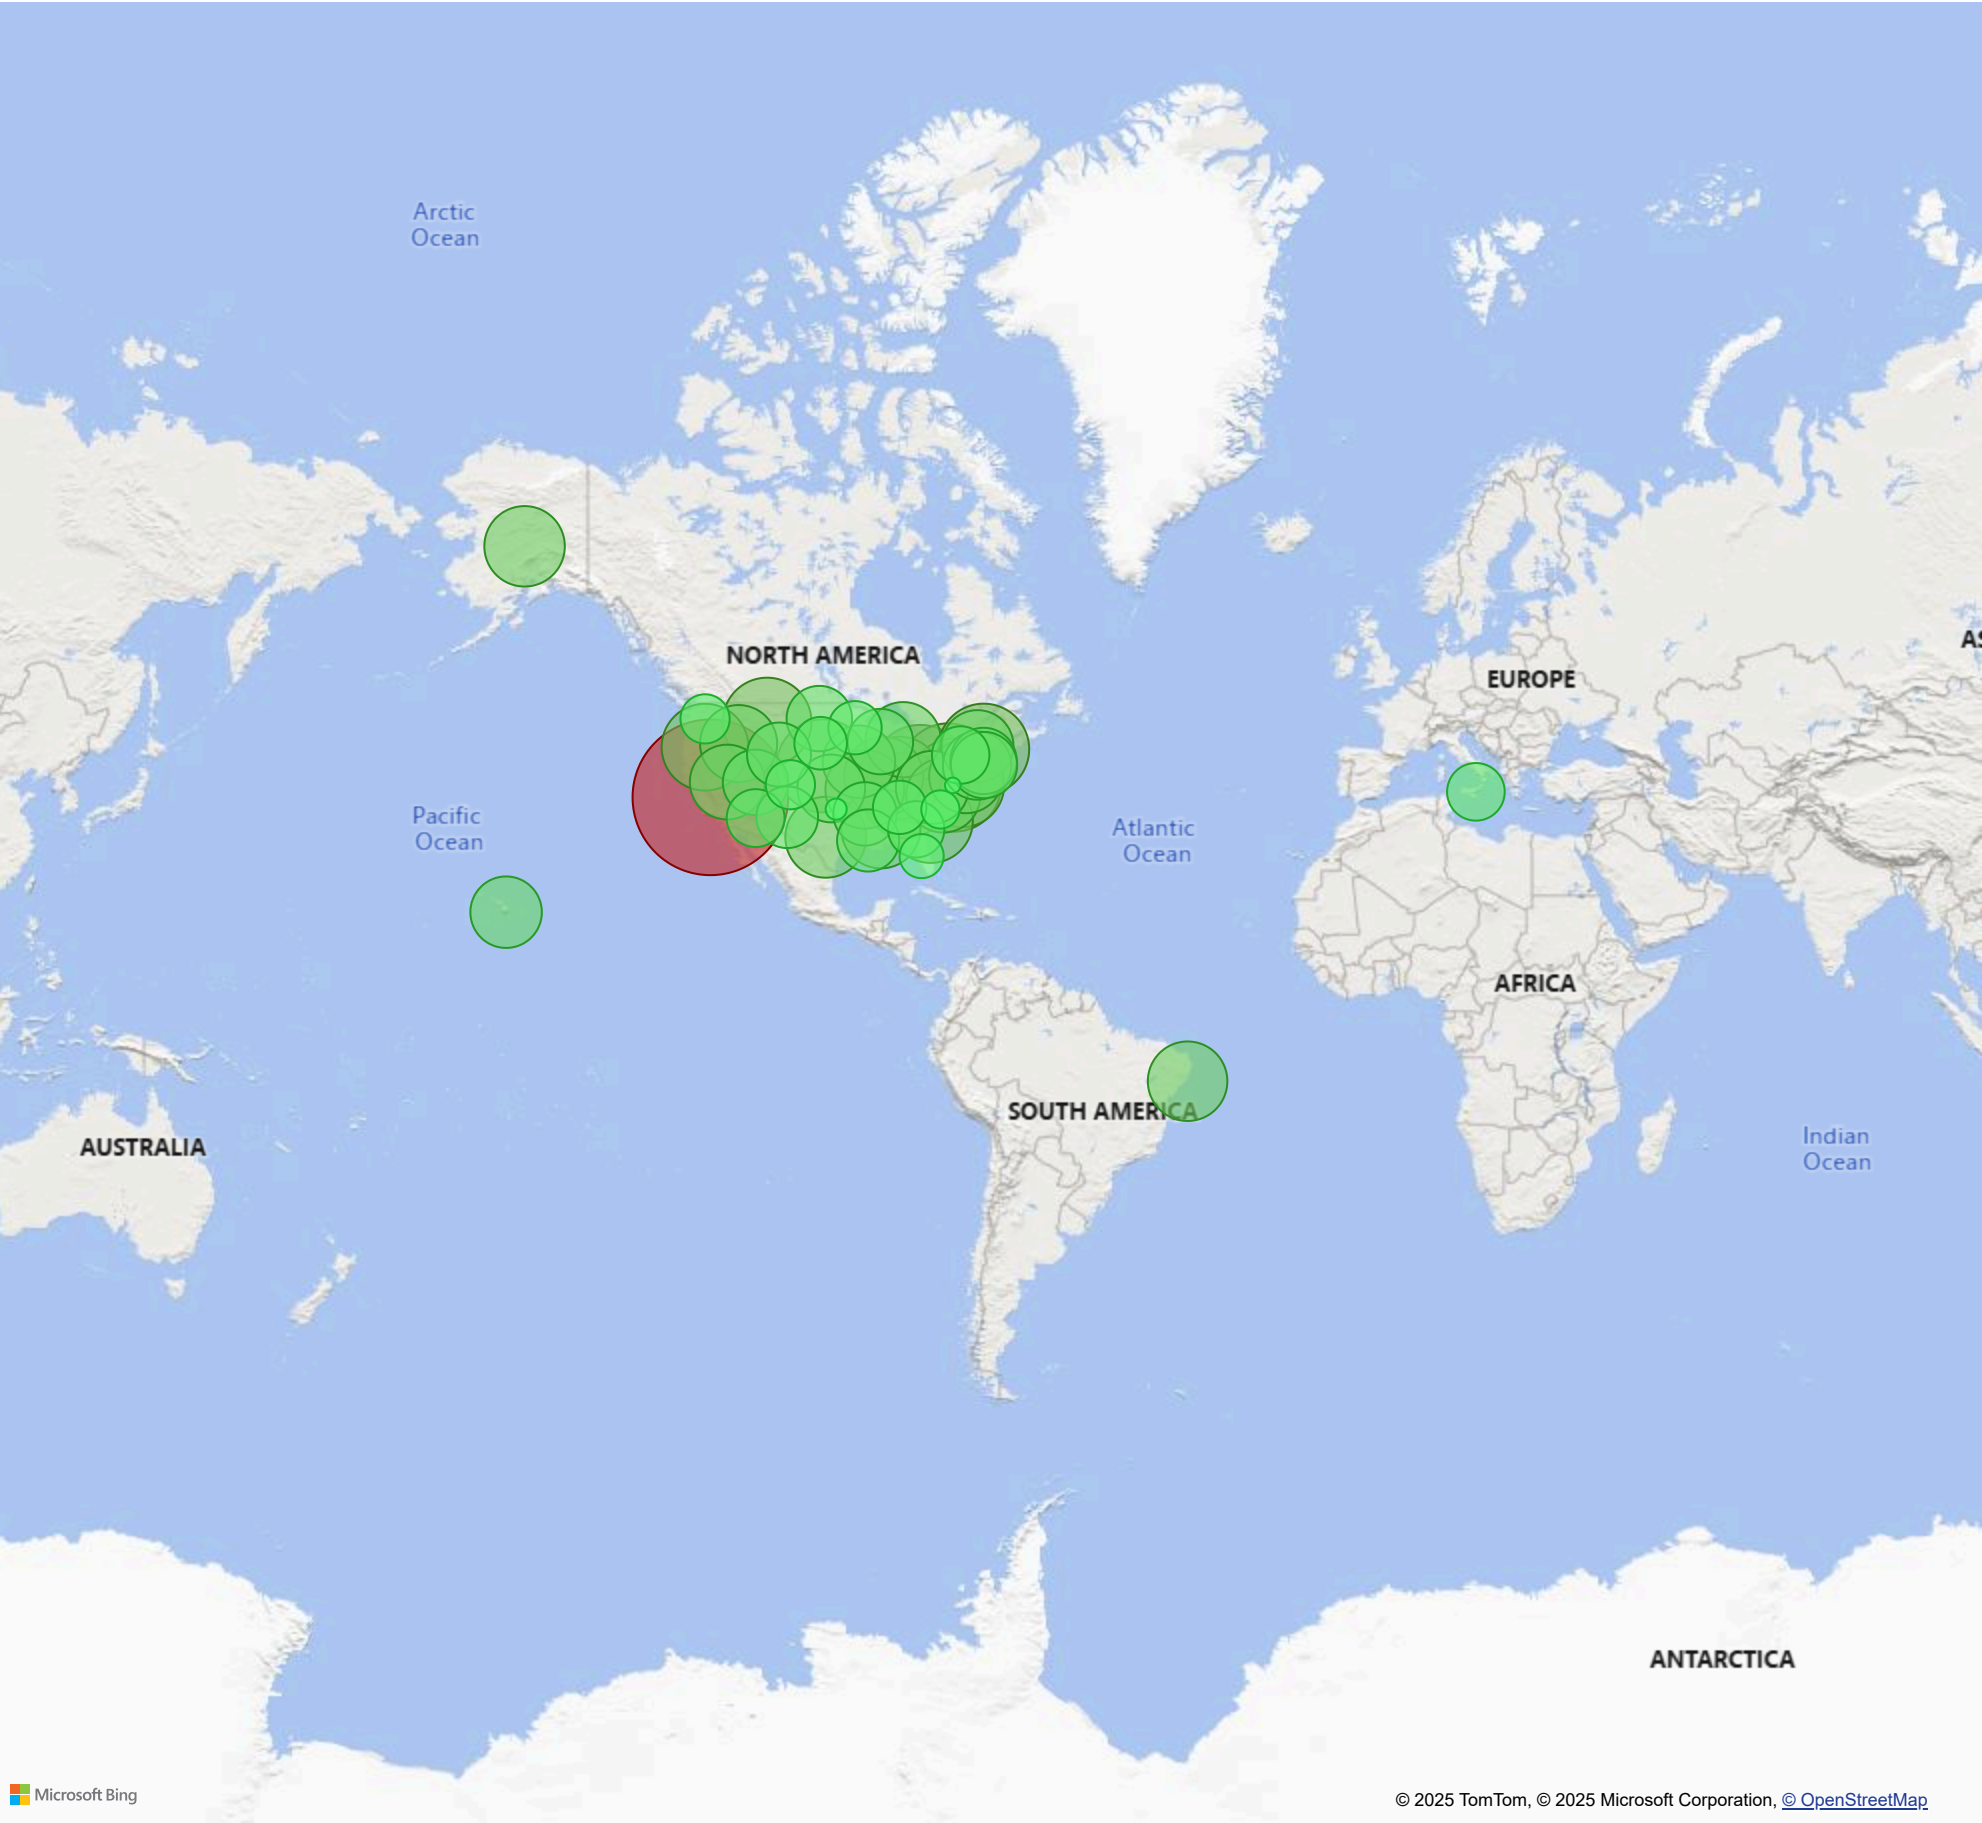 Arctic
Ocean
NORTH AMERICA
EUROPE
AS
Pacific
Ocean
Atlantic
Ocean
AFRICA
SOUTH AMERICA
AUSTRALIA
Indian
Ocean
ANTARCTICA
Microsoft Bing
© 2025 TomTom, © 2025 Microsoft Corporation, © OpenStreetMap